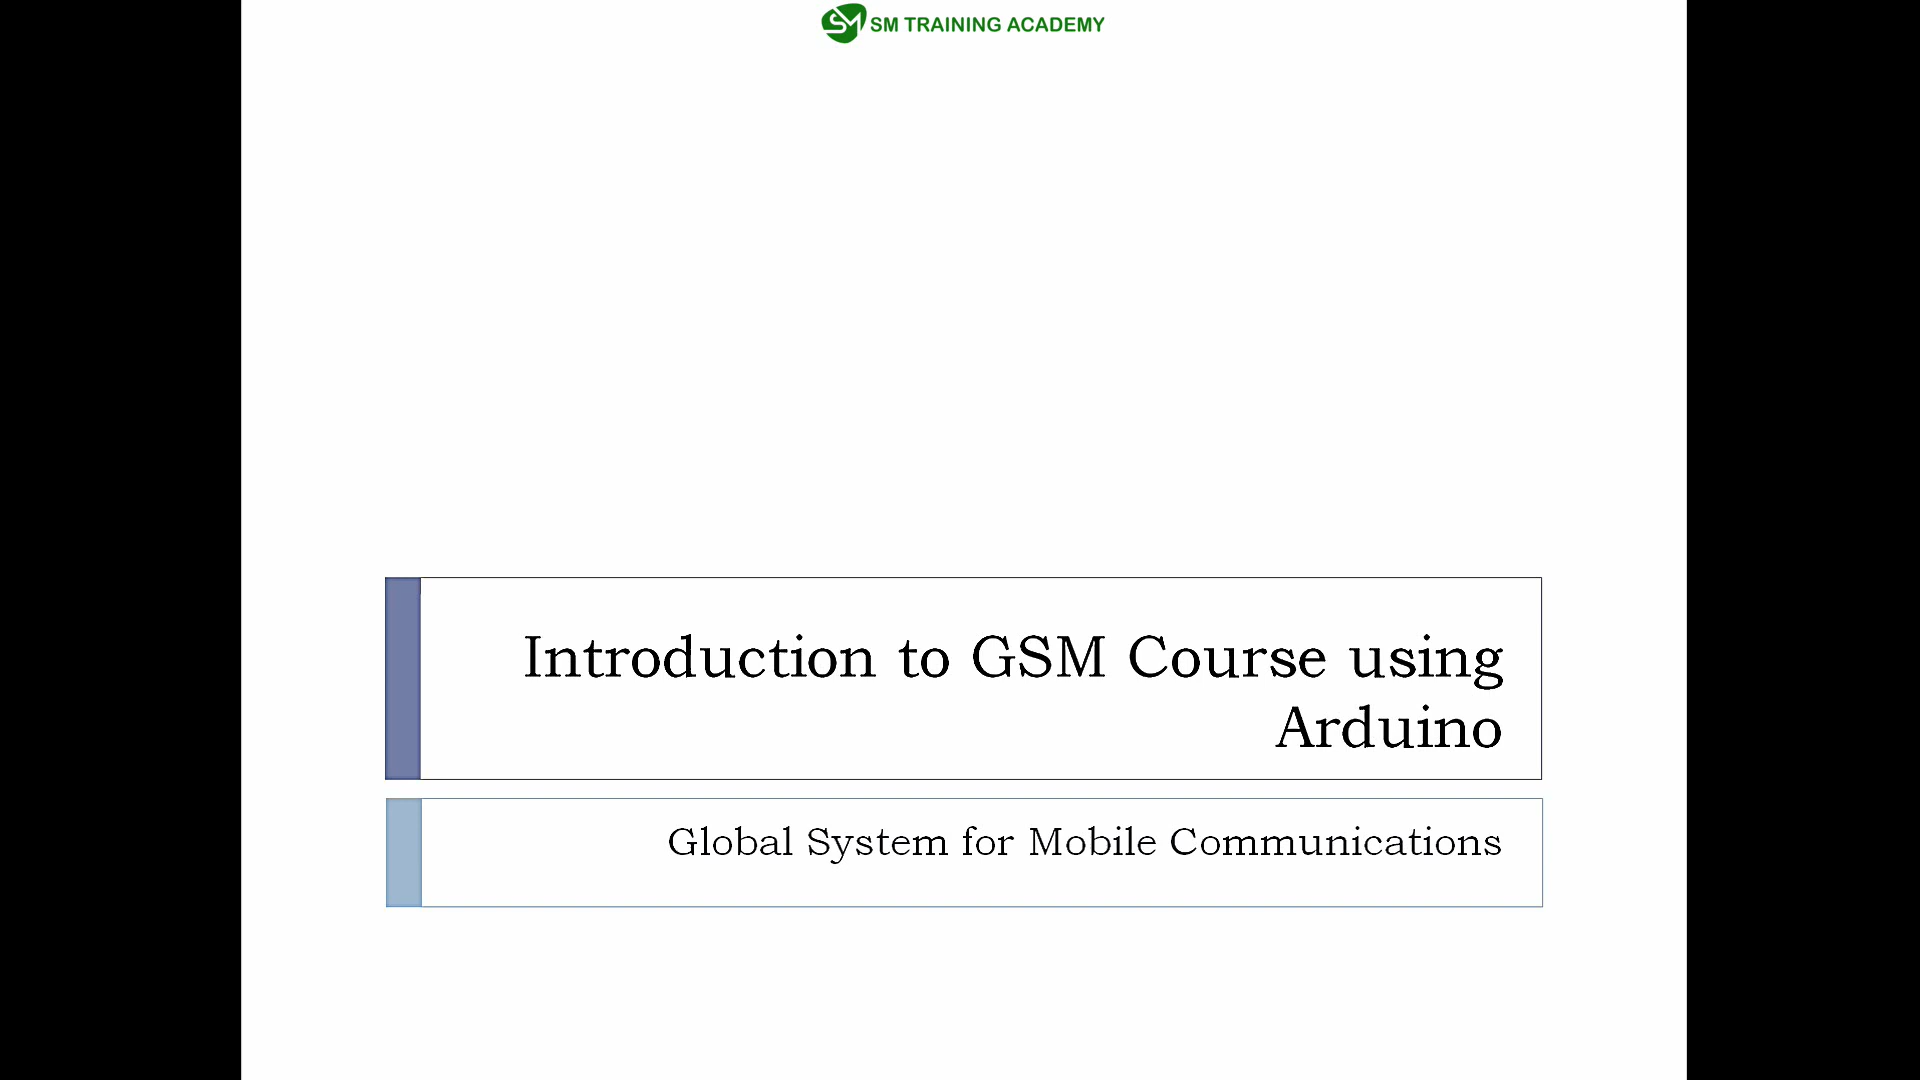 SM TRAINING ACADEMY
Introduction to GSM Course using
Arduino
Global System for Mobile Communications